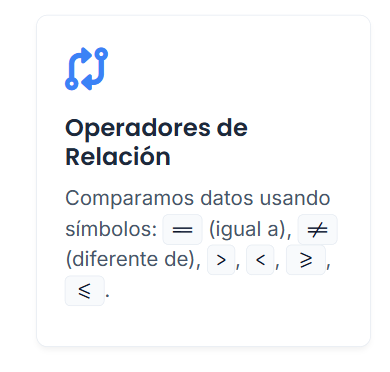 Operadores de
Relación
Comparamos datos usando
símbolos: == (igual a), ≠
(diferente de), >, <, ⩾,
⩽.